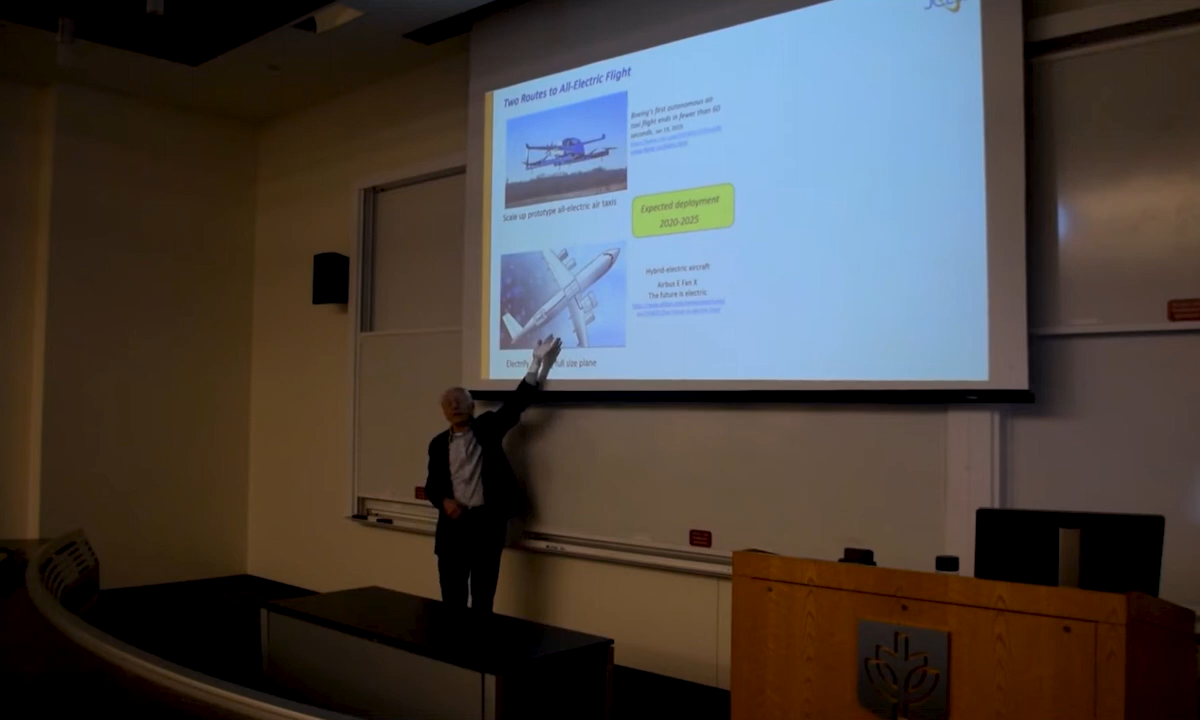 Two Routes to All-Electric Flight
Boeing's first autonomous air
taxi flight ends in fewer than 60
seconds,
Scale up prototype all-electric air taxis
Expected deployment
2020-2025
Hybrid-electric aircraft
Airbus E Fan X
The future is electric
Electrify full size plane